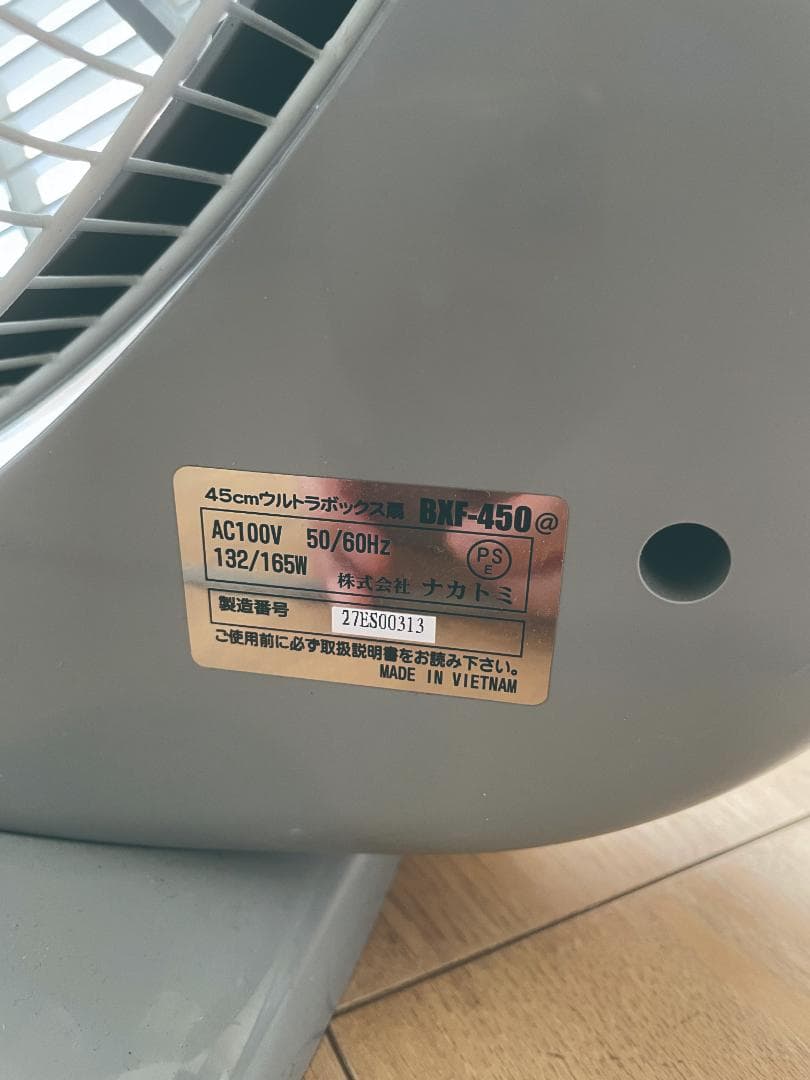 45cmウルトラボックス扇 BXF-450@
AC100V 50/60Hz
132/165W
PS
E
株式会社 ナカトミ
製造番号 27ES00313
ご使用前に必ず取扱説明書をお読み下さい。
MADE IN VIETNAM